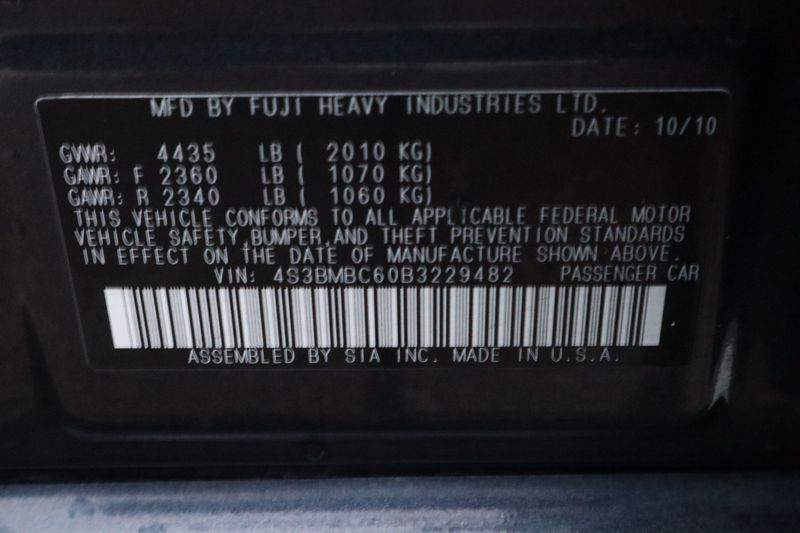 MFD BY FUJI HEAVY INDUSTRIES LTD.
DATE: 10/10
GVWR: 4435 LB ( 2010 KG)
GAWR: F 2360 LB ( 1070 KG)
GAWR: R 2340 LB ( 1060 KG)
THIS VEHICLE CONFORMS TO ALL APPLICABLE FEDERAL MOTOR
VEHICLE SAFETY,BUMPER,AND THEFT PREVENTION STANDARDS
IN EFFECT ON THE DATE OF MANUFACTURE SHOWN ABOVE.
VIN: 4S3BMBC60B3229482 PASSENGER CAR
ASSEMBLED BY SIA INC. MADE IN U.S.A.